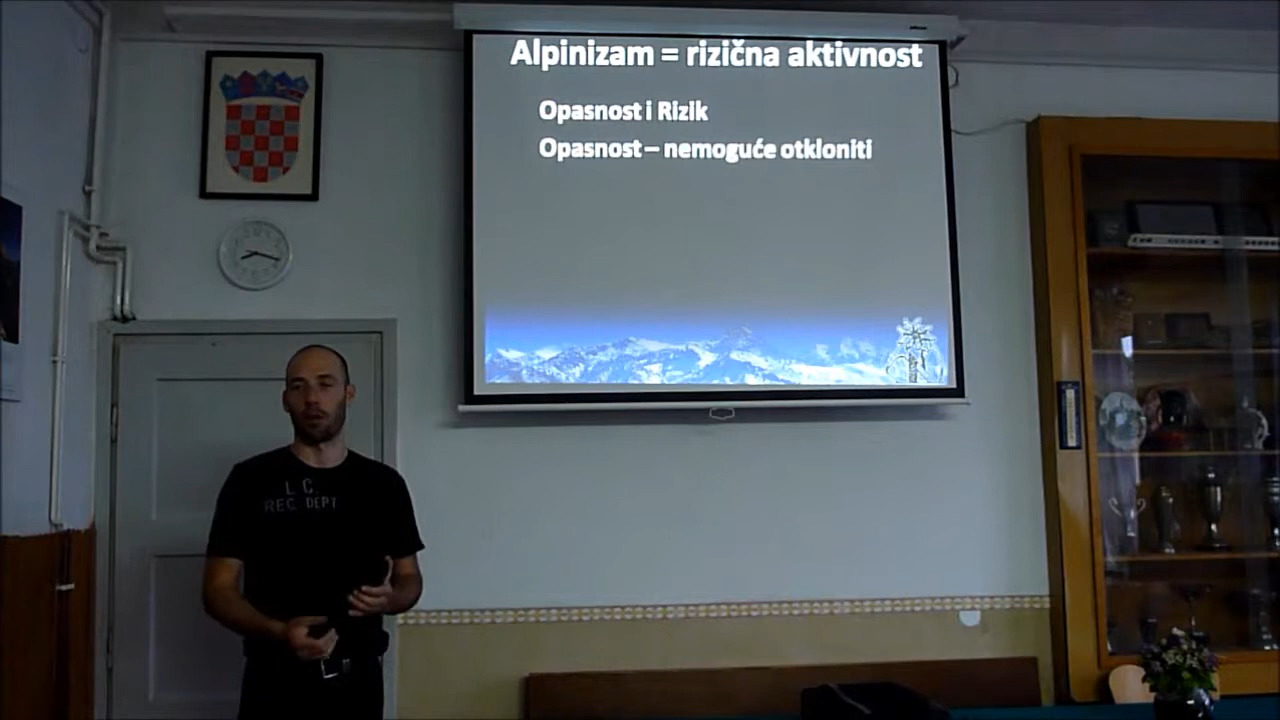 Alpinizam = rizična aktivnost
Opasnost i Rizik
Opasnost – nemoguće otkloniti
L C.
REC. DEPT